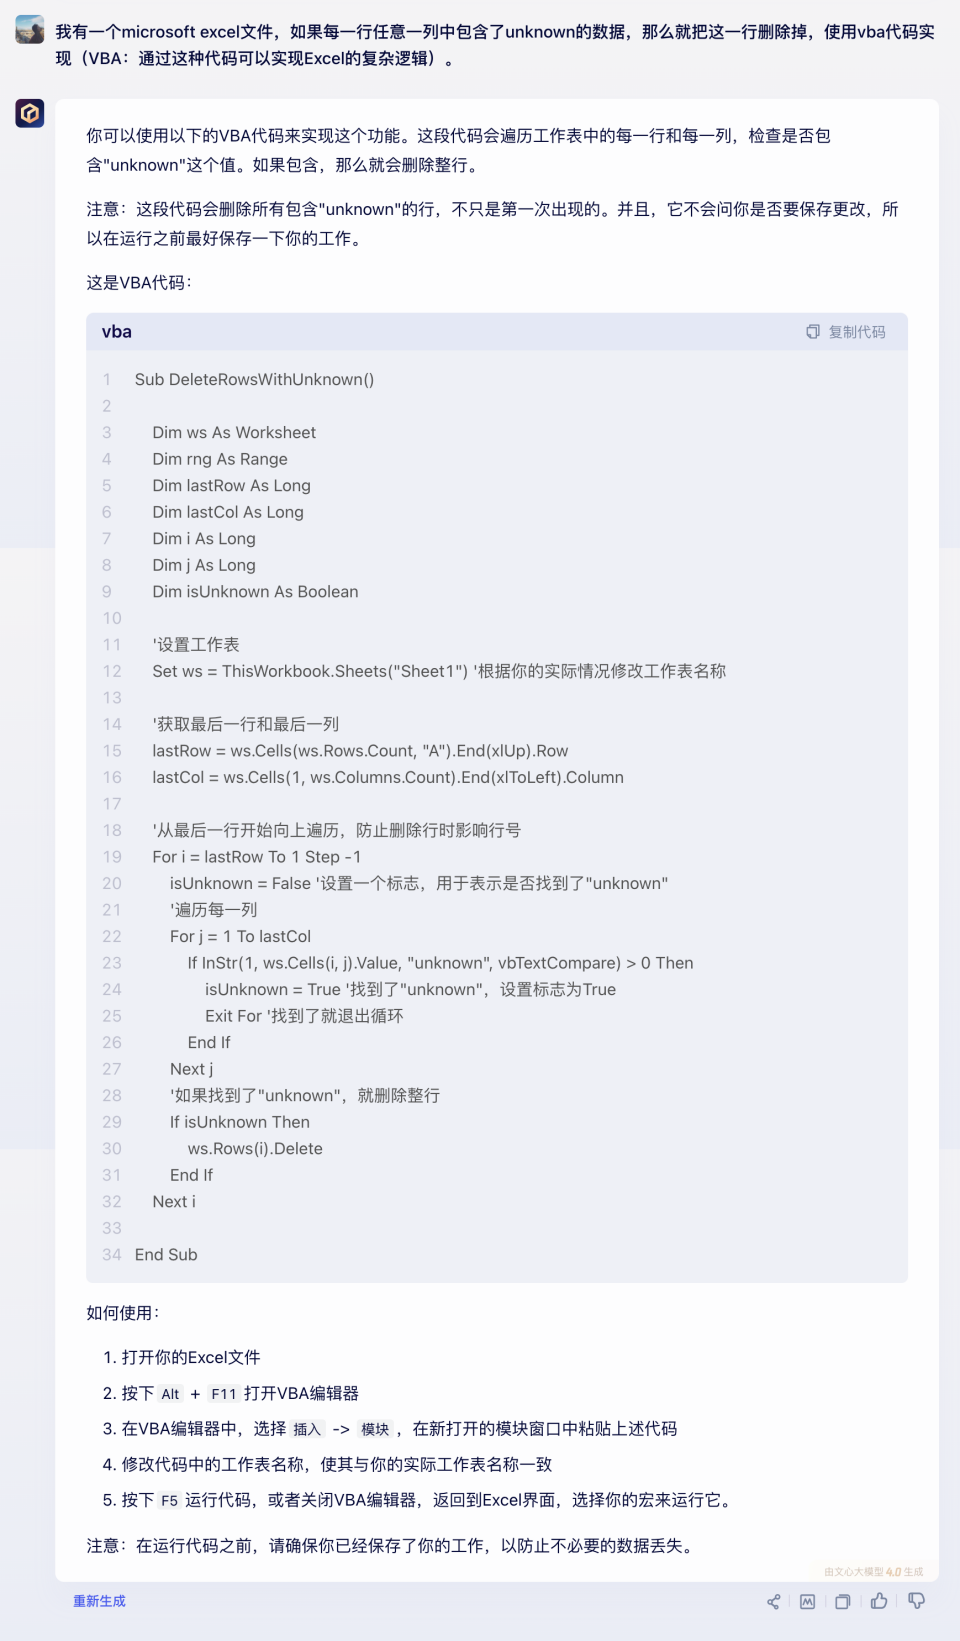 我有一个microsoft excel文件，如果每一行任意一列中包含了unknown的数据，那么就把这一行删除掉，使用vba代码实
现（VBA：通过这种代码可以实现Excel的复杂逻辑）。
你可以使用以下的VBA代码来实现这个功能。这段代码会遍历工作表中的每一行和每一列，检查是否包
含"unknown"这个值。如果包含，那么就会删除整行。
注意：这段代码会删除所有包含"unknown"的行，不只是第一次出现的。并且，它不会问你是否要保存更改，所
以在运行之前最好保存一下你的工作。
这是VBA代码：
vba 复制代码
1 Sub DeleteRowsWithUnknown()
2
3 Dim ws As Worksheet
4 Dim rng As Range
5 Dim lastRow As Long
6 Dim lastCol As Long
7 Dim i As Long
8 Dim j As Long
9 Dim isUnknown As Boolean
10
11 '设置工作表
12 Set ws = ThisWorkbook.Sheets("Sheet1") '根据你的实际情况修改工作表名称
13
14 '获取最后一行和最后一列
15 lastRow = ws.Cells(ws.Rows.Count, "A").End(xlUp).Row
16 lastCol = ws.Cells(1, ws.Columns.Count).End(xlToLeft).Column
17
18 '从最后一行开始向上遍历，防止删除行时影响行号
19 For i = lastRow To 1 Step -1
20 isUnknown = False '设置一个标志，用于表示是否找到了"unknown"
21 '遍历每一列
22 For j = 1 To lastCol
23 If InStr(1, ws.Cells(i, j).Value, "unknown", vbTextCompare) > 0 Then
24 isUnknown = True '找到了"unknown"，设置标志为True
25 Exit For '找到了就退出循环
26 End If
27 Next j
28 '如果找到了"unknown"，就删除整行
29 If isUnknown Then
30 ws.Rows(i).Delete
31 End If
32 Next i
33
34 End Sub
如何使用：
1. 打开你的Excel文件
2. 按下 Alt + F11 打开VBA编辑器
3. 在VBA编辑器中，选择 插入 -> 模块 ，在新打开的模块窗口中粘贴上述代码
4. 修改代码中的工作表名称，使其与你的实际工作表名称一致
5. 按下 F5 运行代码，或者关闭VBA编辑器，返回到Excel界面，选择你的宏来运行它。
注意：在运行代码之前，请确保你已经保存了你的工作，以防止不必要的数据丢失。
由文心大模型 4.0 生成
重新生成